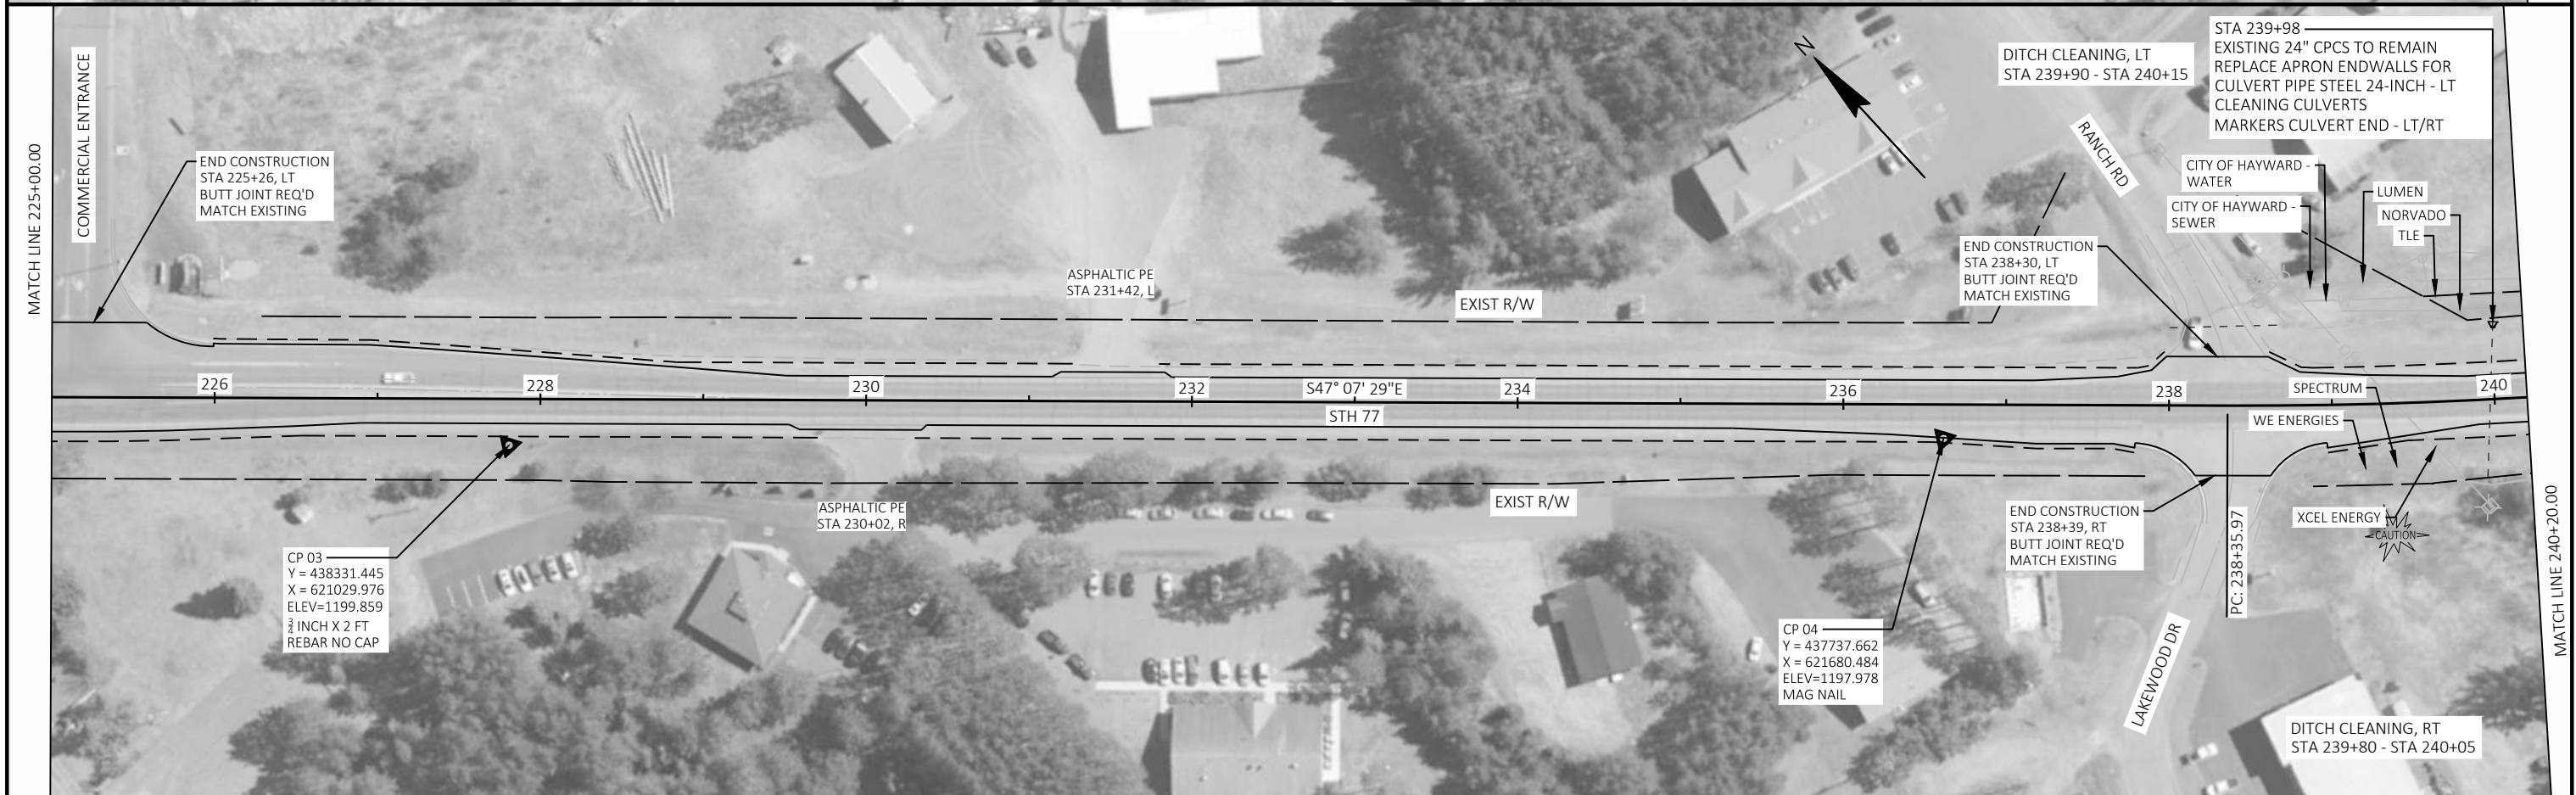 MATCH LINE 225+00.00
COMMERCIAL ENTRANCE
END CONSTRUCTION
STA 225+26, LT
BUTT JOINT REQ'D
MATCH EXISTING
ASPHALTIC PE
STA 231+42, L
EXIST R/W
N
DITCH CLEANING, LT
STA 239+90 - STA 240+15
STA 239+98
EXISTING 24" CPCS TO REMAIN
REPLACE APRON ENDWALLS FOR
CULVERT PIPE STEEL 24-INCH - LT
CLEANING CULVERTS
MARKERS CULVERT END - LT/RT
RANCH RD
CITY OF HAYWARD -
WATER
CITY OF HAYWARD -
SEWER
LUMEN
NORVADO
TLE
END CONSTRUCTION
STA 238+30, LT
BUTT JOINT REQ'D
MATCH EXISTING
226
228
230
232
S47° 07' 29"E
234
236
238
240
STH 77
SPECTRUM
WE ENERGIES
XCEL ENERGY
CAUTION
EXIST R/W
ASPHALTIC PE
STA 230+02, R
CP 03
Y = 438331.445
X = 621029.976
ELEV=1199.859
3/4 INCH X 2 FT
REBAR NO CAP
CP 04
Y = 437737.662
X = 621680.484
ELEV=1197.978
MAG NAIL
END CONSTRUCTION
STA 238+39, RT
BUTT JOINT REQ'D
MATCH EXISTING
PC: 238+35.97
LAKEWOOD DR
DITCH CLEANING, RT
STA 239+80 - STA 240+05
MATCH LINE 240+20.00